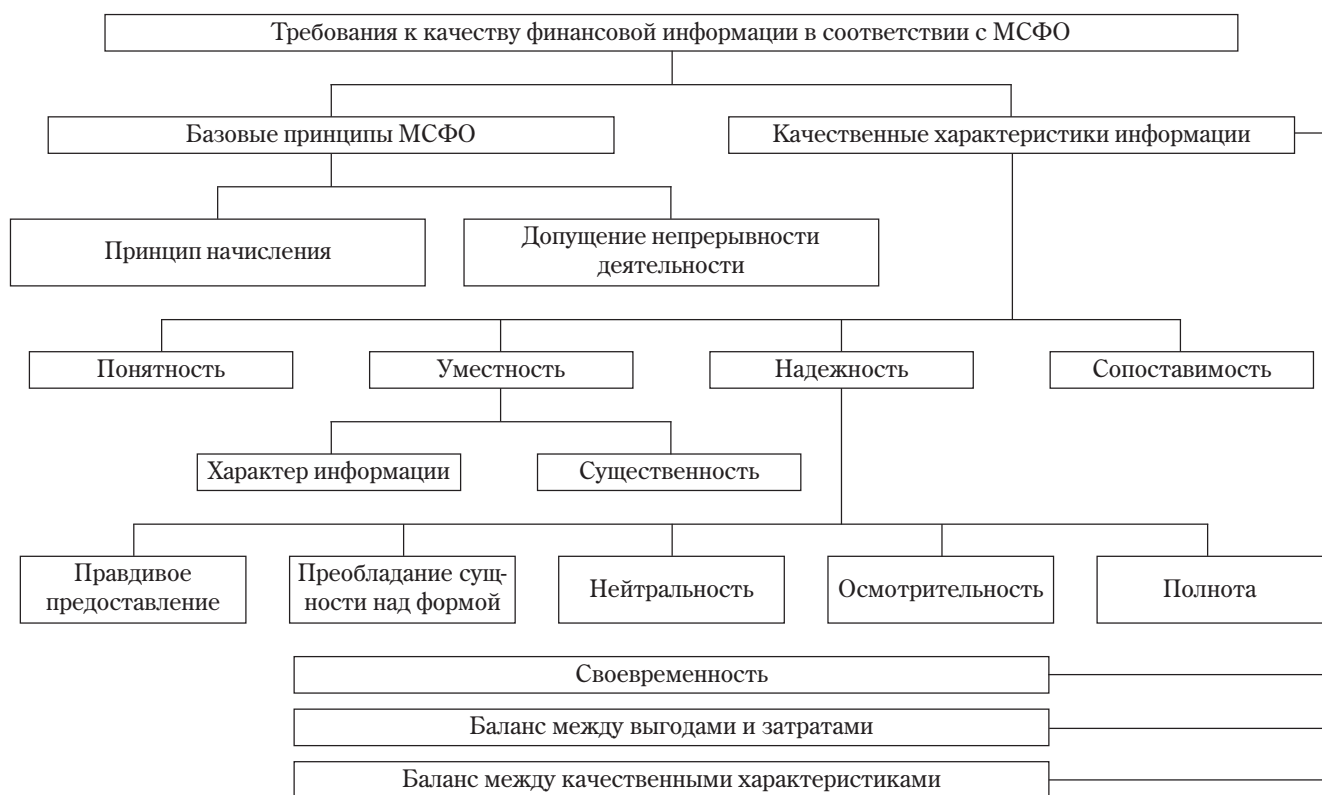 Требования к качеству финансовой информации в соответствии с МСФО
Базовые принципы МСФО
Качественные характеристики информации
Принцип начисления
Допущение непрерывности
деятельности
Понятность
Уместность
Надежность
Сопоставимость
Характер информации
Существенность
Правдивое
предоставление
Преобладание сущ-
ности над формой
Нейтральность
Осмотрительность
Полнота
Своевременность
Баланс между выгодами и затратами
Баланс между качественными характеристиками